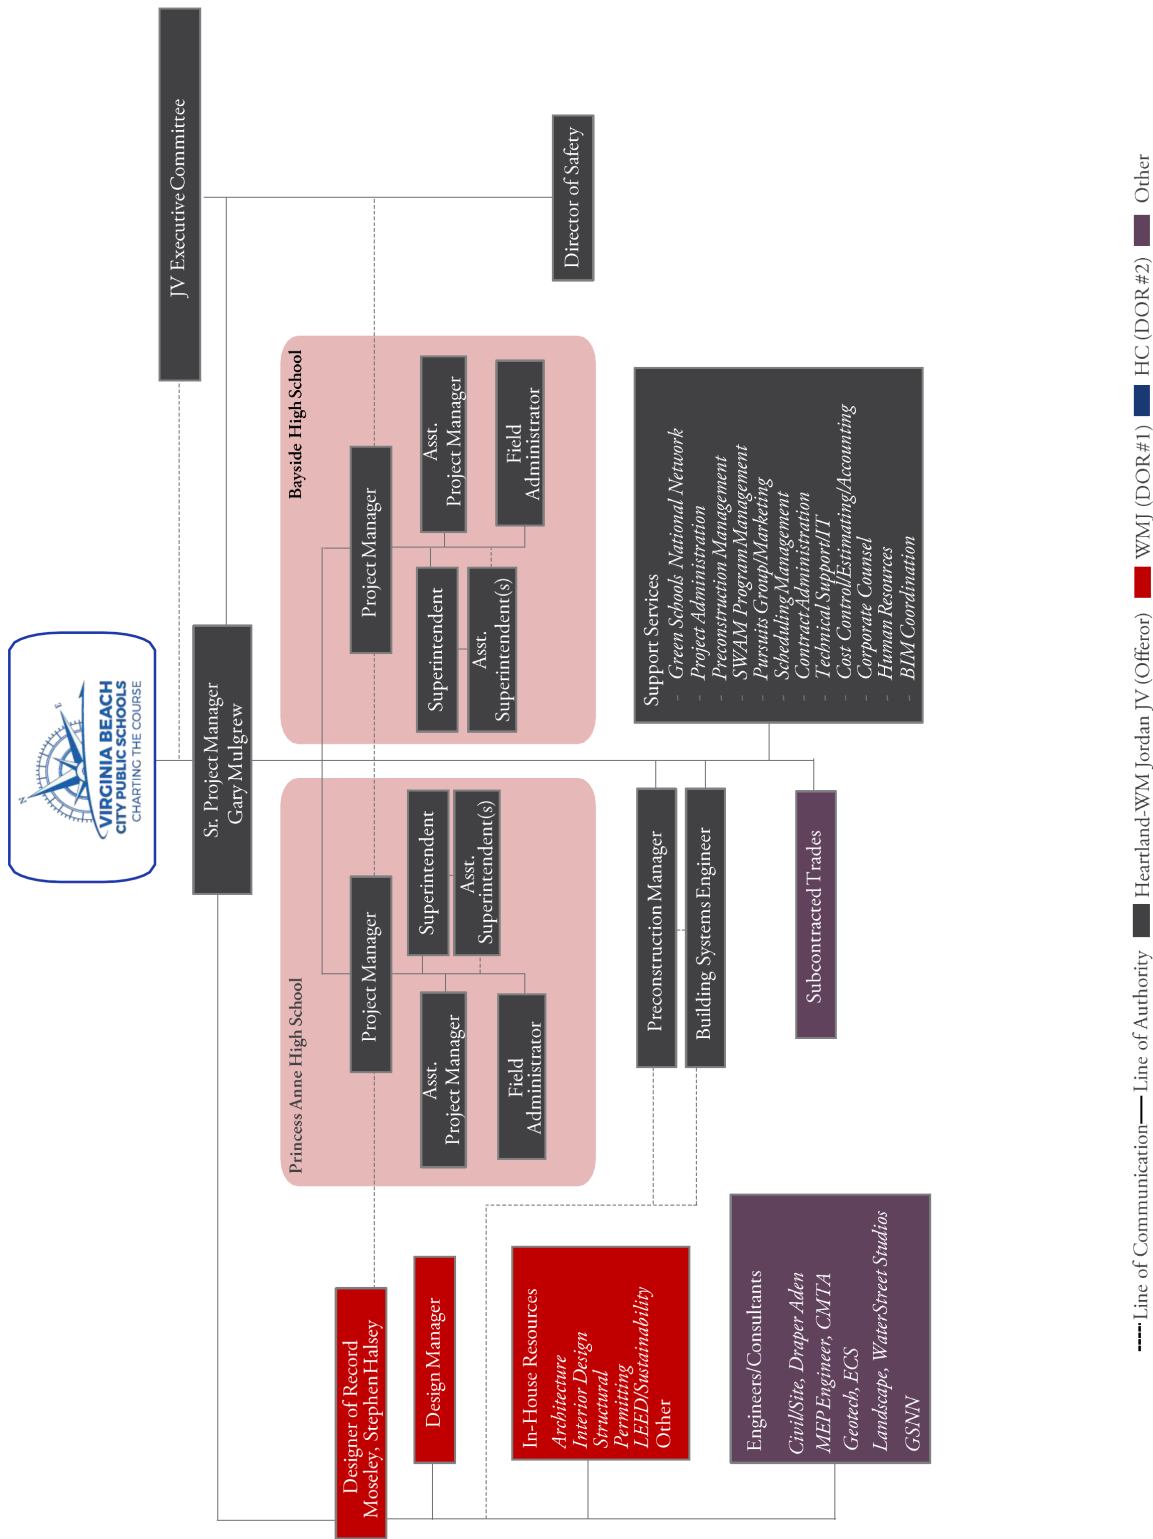 N
E
VIRGINIA BEACH
CITY PUBLIC SCHOOLS
CHARTING THE COURSE
JV Executive Committee
Sr. Project Manager
Gary Mulgrew
Designer of Record
Moseley, Stephen Halsey
Design Manager
In-House Resources
Architecture
Interior Design
Structural
Permitting
LEED/Sustainability
Other
Engineers/Consultants
Civil/Site, Draper Aden
MEP Engineer, CMTA
Geotech, ECS
Landscape, WaterStreet Studios
GSNN
Princess Anne High School
Project Manager
Asst.
Project Manager
Field
Administrator
Superintendent
Asst.
Superintendent(s)
Bayside High School
Project Manager
Superintendent
Asst.
Superintendent(s)
Asst.
Project Manager
Field
Administrator
Director of Safety
Preconstruction Manager
Building Systems Engineer
Subcontracted Trades
Support Services
- Green Schools National Network
- Project Administration
- Preconstruction Management
- SWAM Program Management
- Pursuits Group/Marketing
- Scheduling Management
- Contract Administration
- Technical Support/IT
- Cost Control/Estimating/Accounting
- Corporate Counsel
- Human Resources
- BIM Coordination
Line of Communication Line of Authority Heartland-WM Jordan JV (Offeror) WMJ (DOR#1) HC (DOR#2) Other